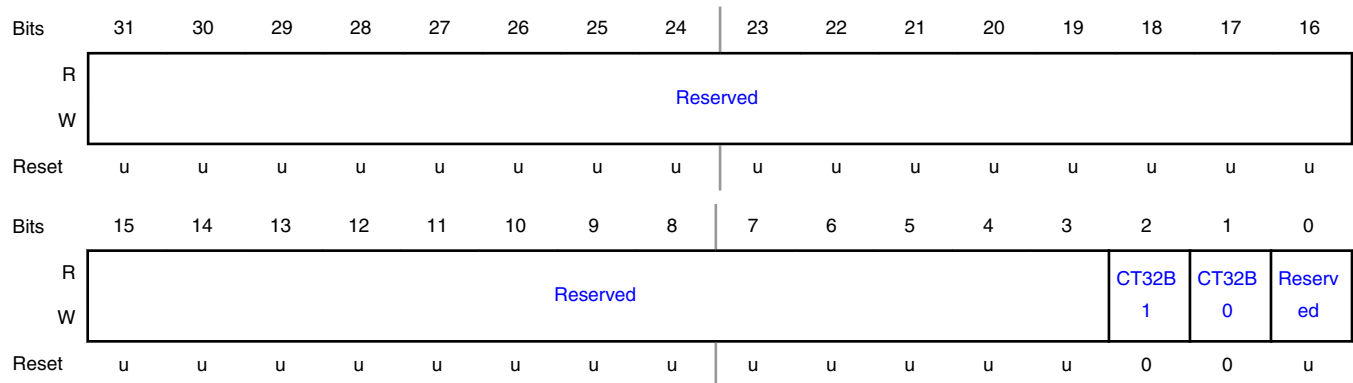 Bits 31 30 29 28 27 26 25 24 23 22 21 20 19 18 17 16
R
Reserved
W
Reset u u u u u u u u u u u u u u u u
Bits 15 14 13 12 11 10 9 8 7 6 5 4 3 2 1 0
R
Reserved CT32B CT32B Reserv
W 1 0 ed
Reset u u u u u u u u u u u u u 0 0 u